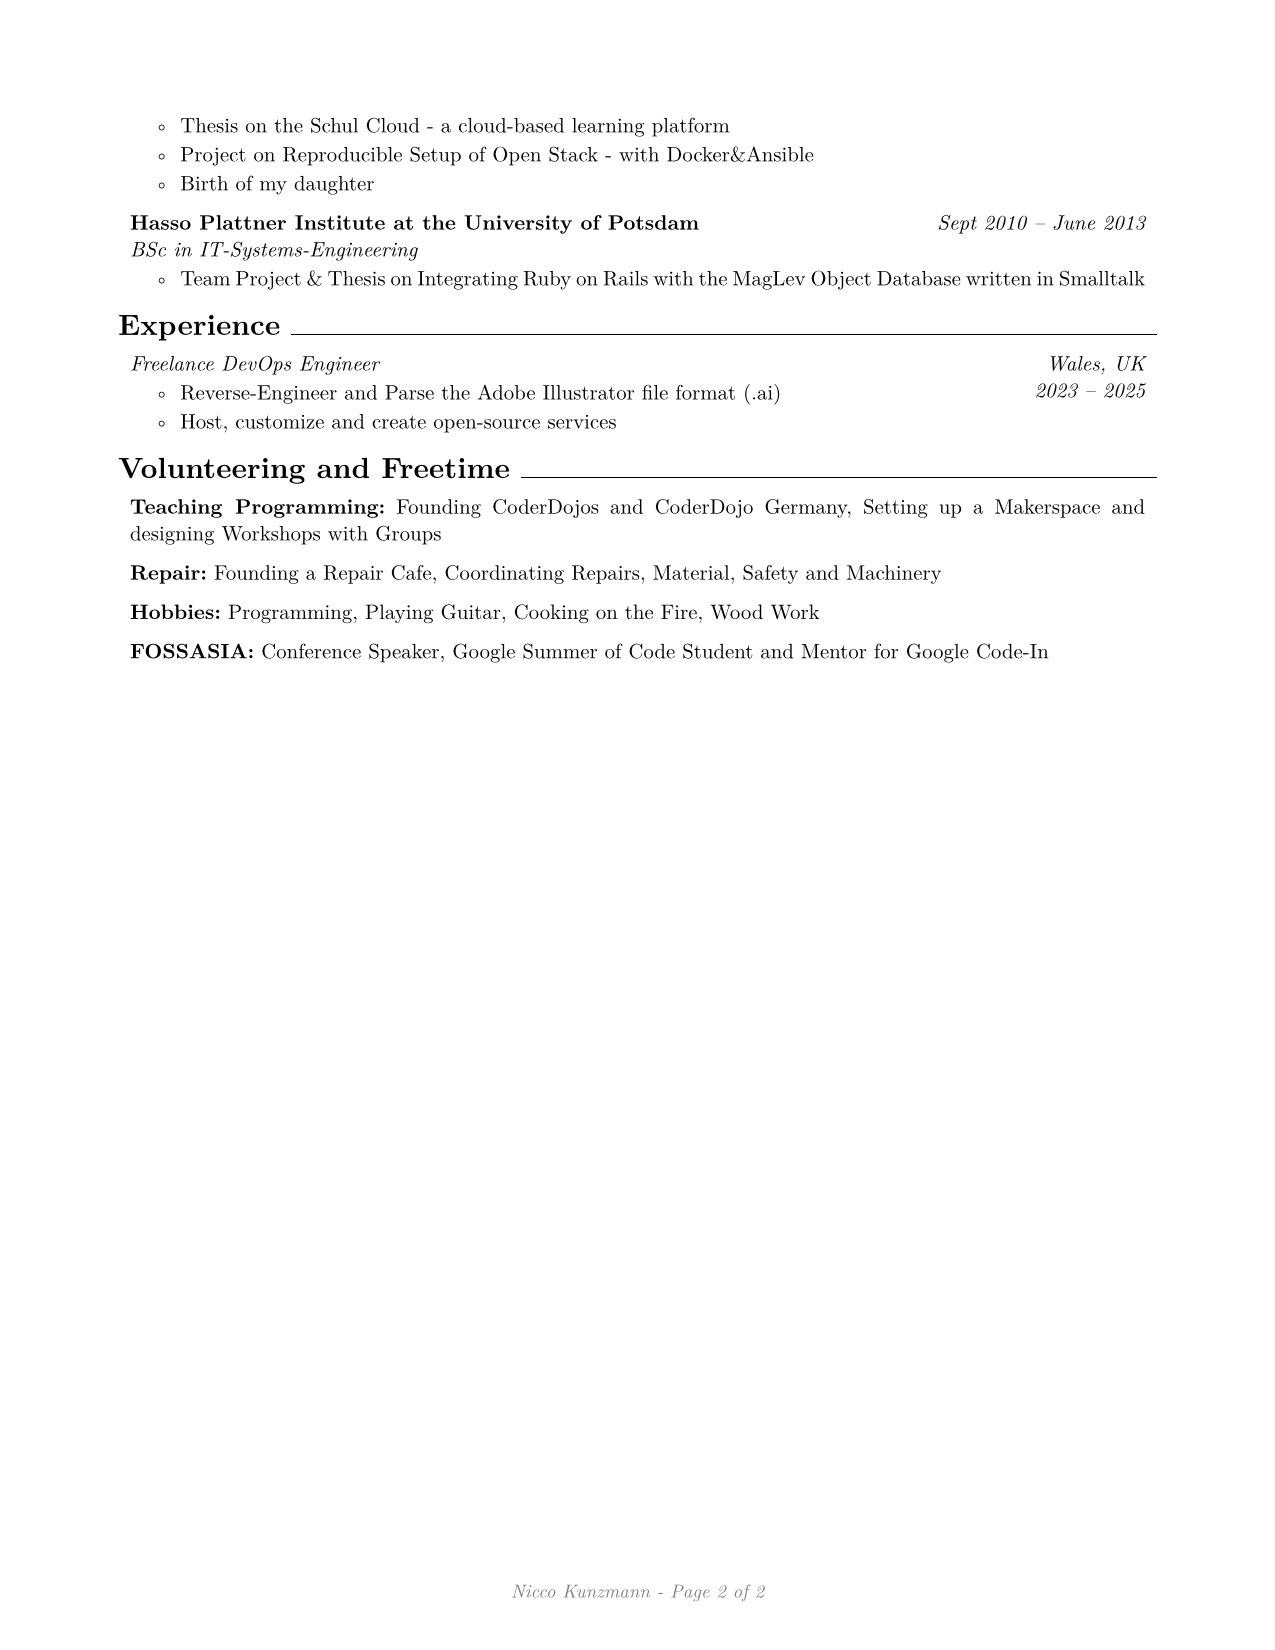 Thesis on the Schul Cloud - a cloud-based learning platform
Project on Reproducible Setup of Open Stack - with Docker&Ansible
Birth of my daughter
Hasso Plattner Institute at the University of Potsdam Sept 2010 – June 2013
BSc in IT-Systems-Engineering
Team Project & Thesis on Integrating Ruby on Rails with the MagLev Object Database written in Smalltalk
Experience
Freelance DevOps Engineer Wales, UK
Reverse-Engineer and Parse the Adobe Illustrator file format (.ai) 2023 – 2025
Host, customize and create open-source services
Volunteering and Freetime
Teaching Programming: Founding CoderDojos and CoderDojo Germany, Setting up a Makerspace and
designing Workshops with Groups
Repair: Founding a Repair Cafe, Coordinating Repairs, Material, Safety and Machinery
Hobbies: Programming, Playing Guitar, Cooking on the Fire, Wood Work
FOSSASIA: Conference Speaker, Google Summer of Code Student and Mentor for Google Code-In
Nicco Kunzmann - Page 2 of 2